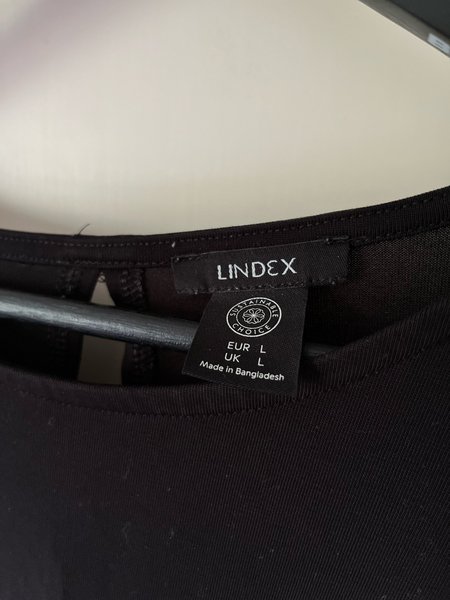 LINDEX
SUSTAINABLE
CHOICE
EUR L
UK L
Made in Bangladesh